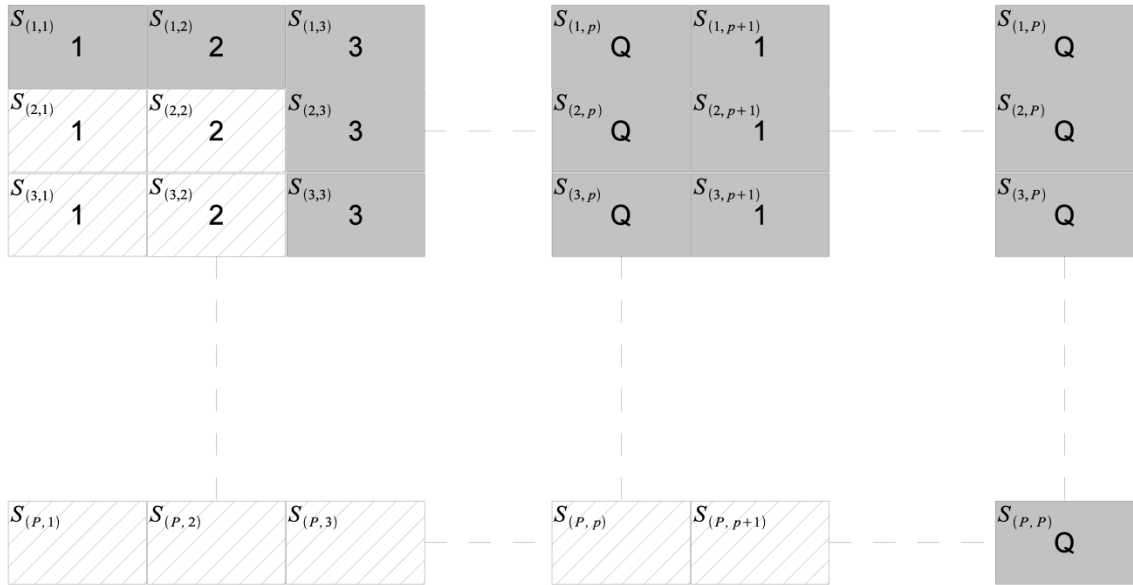 S(1,1) S(1,2) S(1,3) S(1,p) S(1,p+1) S(1,P)
1 2 3 Q 1 Q
S(2,1) S(2,2) S(2,3) S(2,p) S(2,p+1) S(2,P)
1 2 3 Q 1 Q
S(3,1) S(3,2) S(3,3) S(3,p) S(3,p+1) S(3,P)
1 2 3 Q 1 Q
S(P,1) S(P,2) S(P,3) S(P,p) S(P,p+1) S(P,P)
Q